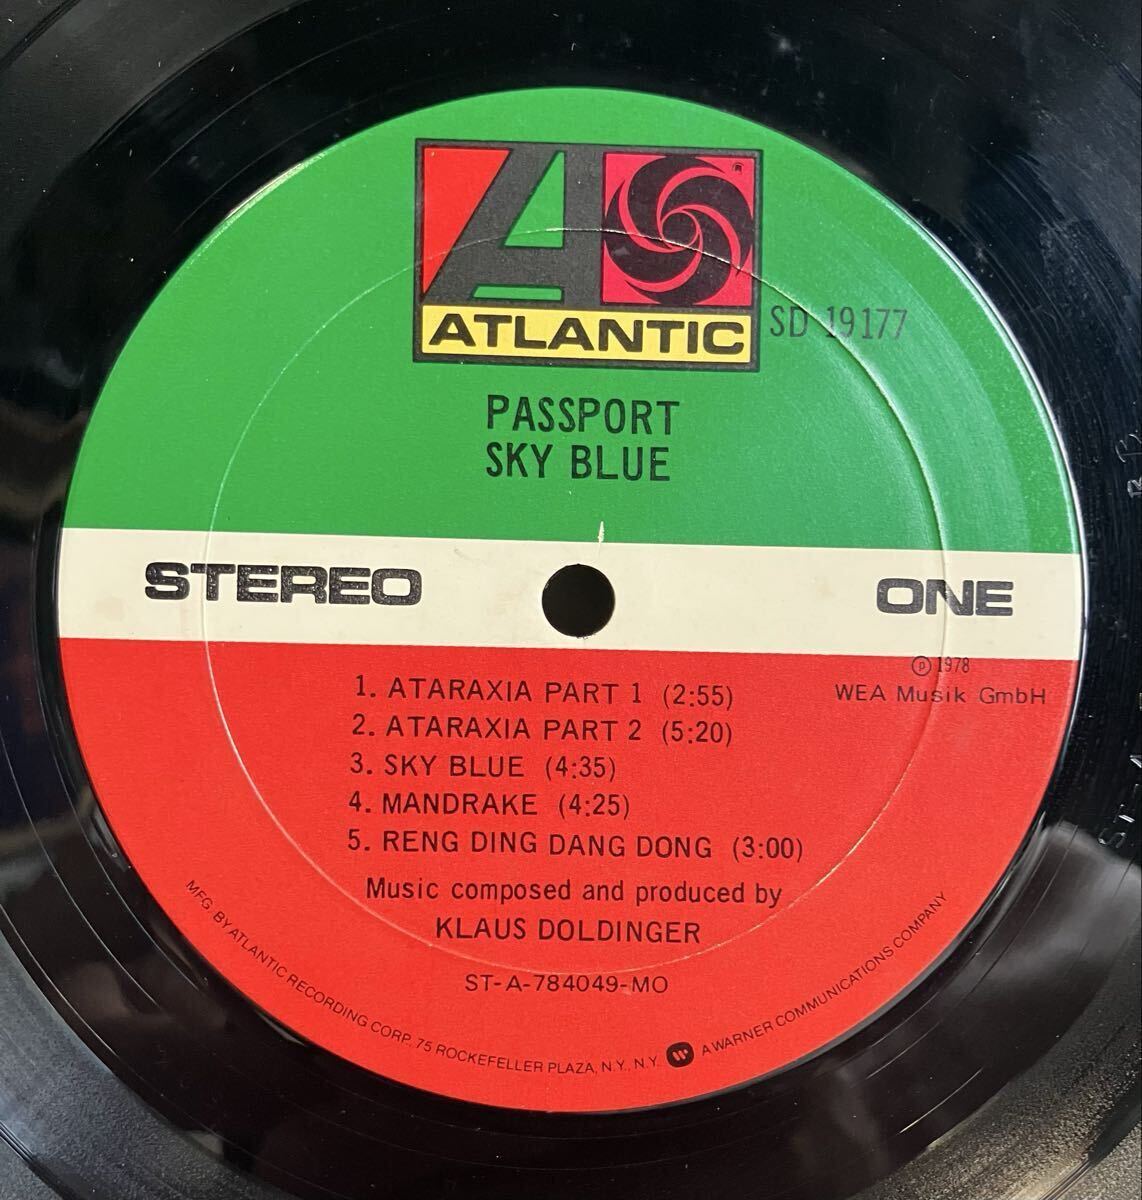 ATLANTIC
®
SD 19177
PASSPORT
SKY BLUE
STEREO
ONE
℗ 1978
WEA Musik GmbH
1. ATARAXIA PART 1 (2:55)
2. ATARAXIA PART 2 (5:20)
3. SKY BLUE (4:35)
4. MANDRAKE (4:25)
5. RENG DING DANG DONG (3:00)
Music composed and produced by
KLAUS DOLDINGER
ST-A-784049-MO
MFG. BY ATLANTIC RECORDING CORP., 75 ROCKEFELLER PLAZA, N.Y., N.Y. A WARNER COMMUNICATIONS COMPANY